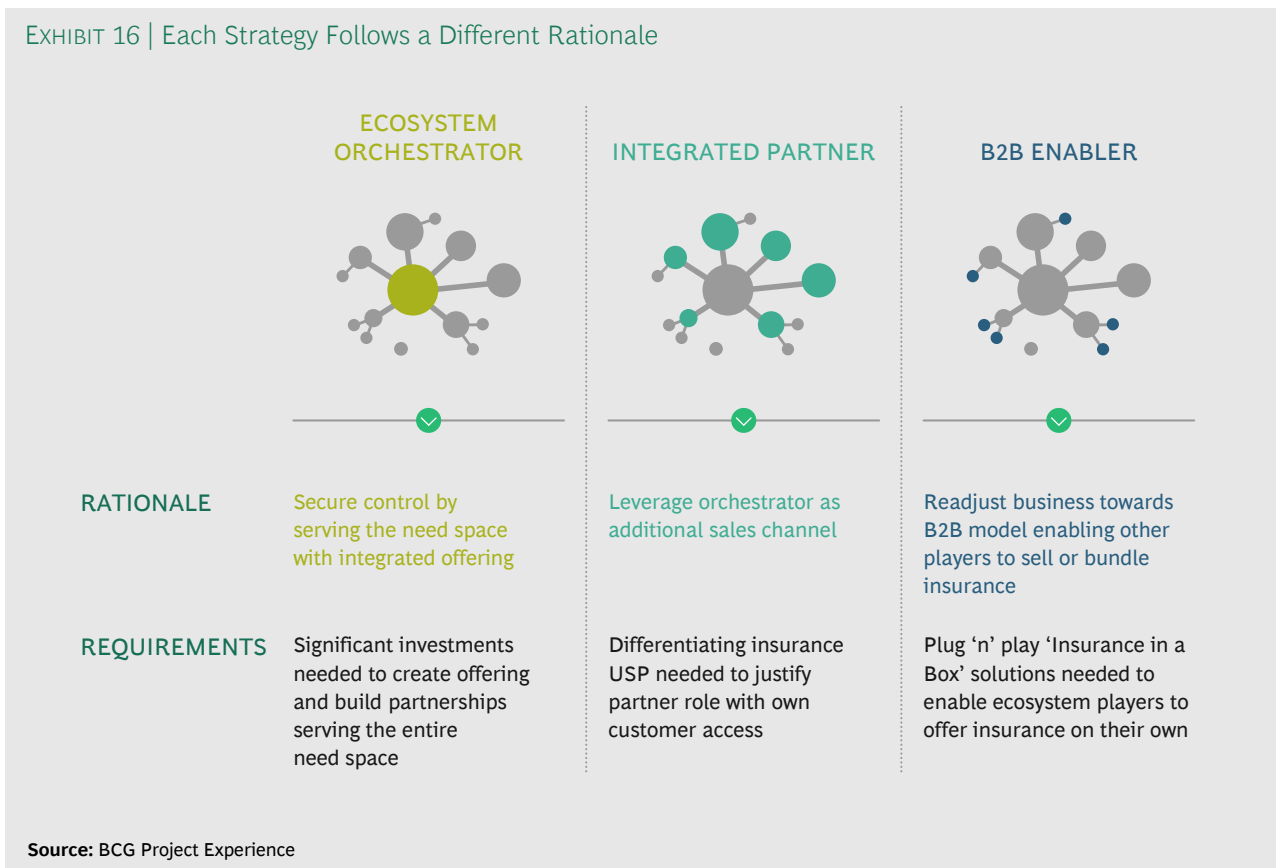 EXHIBIT 16 | Each Strategy Follows a Different Rationale
ECOSYSTEM
ORCHESTRATOR
INTEGRATED PARTNER
B2B ENABLER
RATIONALE
Secure control by
serving the need space
with integrated offering
Leverage orchestrator as
additional sales channel
Readjust business towards
B2B model enabling other
players to sell or bundle
insurance
REQUIREMENTS
Significant investments
needed to create offering
and build partnerships
serving the entire
need space
Differentiating insurance
USP needed to justify
partner role with own
customer access
Plug ‘n’ play ‘Insurance in a
Box’ solutions needed to
enable ecosystem players to
offer insurance on their own
Source: BCG Project Experience